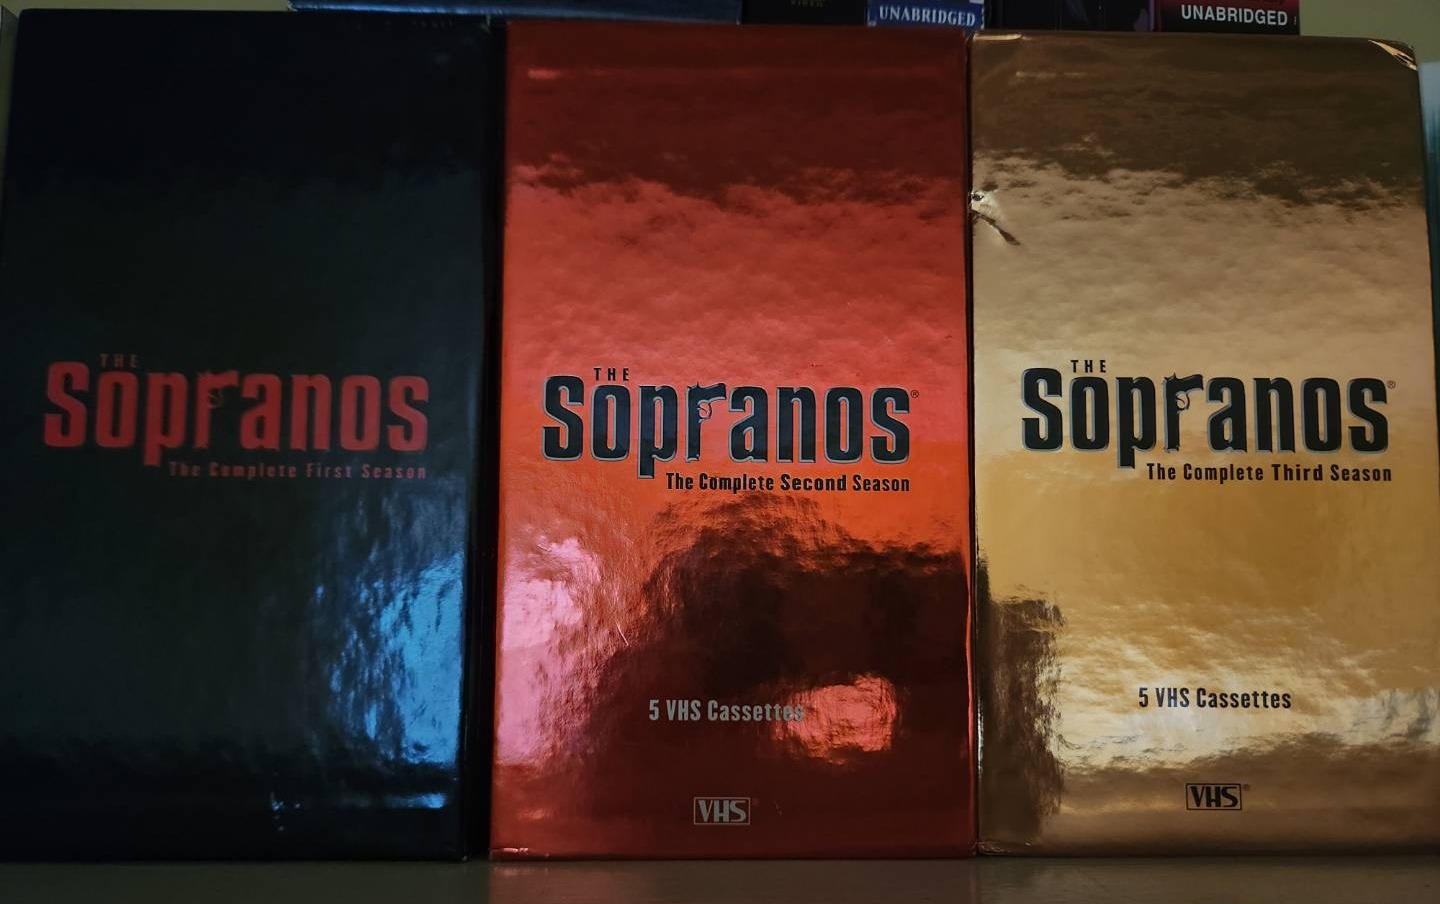 UNABRIDGED
UNABRIDGED
THE
Sopranos
The Complete First Season
THE
Sopranos®
The Complete Second Season
5 VHS Cassettes
VHS
THE
Sopranos®
The Complete Third Season
5 VHS Cassettes
VHS®